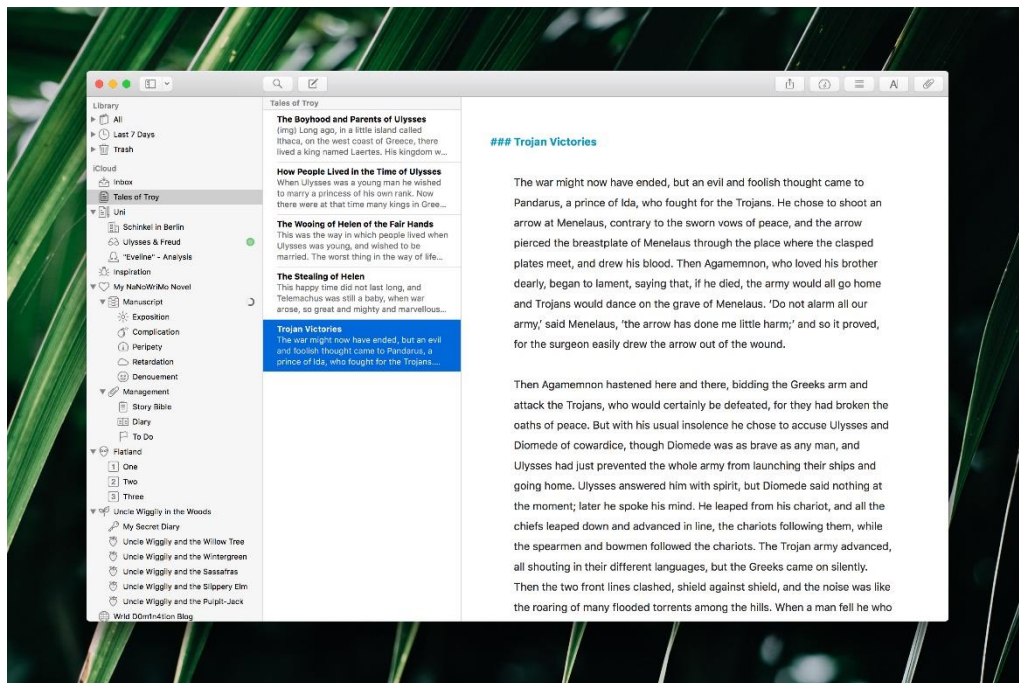 Library
All
Last 7 Days
Trash
iCloud
Inbox
Tales of Troy
Uni
Schinkel in Berlin
Ulysses & Freud
"Eveline" - Analysis
Inspiration
My NaNoWriMo Novel
Manuscript
Exposition
Complication
Peripety
Retardation
Denouement
Management
Story Bible
Diary
To Do
Flatland
1 One
2 Two
3 Three
Uncle Wiggily in the Woods
My Secret Diary
Uncle Wiggily and the Willow Tree
Uncle Wiggily and the Wintergreen
Uncle Wiggily and the Sassafras
Uncle Wiggily and the Slippery Elm
Uncle Wiggily and the Pulpit-Jack
Wrld D0m1n4t1on Blog
Tales of Troy
The Boyhood and Parents of Ulysses
(img) Long ago, in a little island called
Ithaca, on the west coast of Greece, there
lived a king named Laertes. His kingdom w...
How People Lived in the Time of Ulysses
When Ulysses was a young man he wished
to marry a princess of his own rank. Now
there were at that time many kings in Gree...
The Wooing of Helen of the Fair Hands
This was the way in which people lived when
Ulysses was young, and wished to be
married. The worst thing in the way of life...
The Stealing of Helen
This happy time did not last long, and
Telemachus was still a baby, when war
arose, so great and mighty and marvellous...
Trojan Victories
The war might now have ended, but an evil
and foolish thought came to Pandarus, a
prince of Ida, who fought for the Trojans....
A
### Trojan Victories
The war might now have ended, but an evil and foolish thought came to
Pandarus, a prince of Ida, who fought for the Trojans. He chose to shoot an
arrow at Menelaus, contrary to the sworn vows of peace, and the arrow
pierced the breastplate of Menelaus through the place where the clasped
plates meet, and drew his blood. Then Agamemnon, who loved his brother
dearly, began to lament, saying that, if he died, the army would all go home
and Trojans would dance on the grave of Menelaus. 'Do not alarm all our
army,' said Menelaus, 'the arrow has done me little harm;' and so it proved,
for the surgeon easily drew the arrow out of the wound.
Then Agamemnon hastened here and there, bidding the Greeks arm and
attack the Trojans, who would certainly be defeated, for they had broken the
oaths of peace. But with his usual insolence he chose to accuse Ulysses and
Diomede of cowardice, though Diomede was as brave as any man, and
Ulysses had just prevented the whole army from launching their ships and
going home. Ulysses answered him with spirit, but Diomede said nothing at
the moment; later he spoke his mind. He leaped from his chariot, and all the
chiefs leaped down and advanced in line, the chariots following them, while
the spearmen and bowmen followed the chariots. The Trojan army advanced,
all shouting in their different languages, but the Greeks came on silently.
Then the two front lines clashed, shield against shield, and the noise was like
the roaring of many flooded torrents among the hills. When a man fell he who